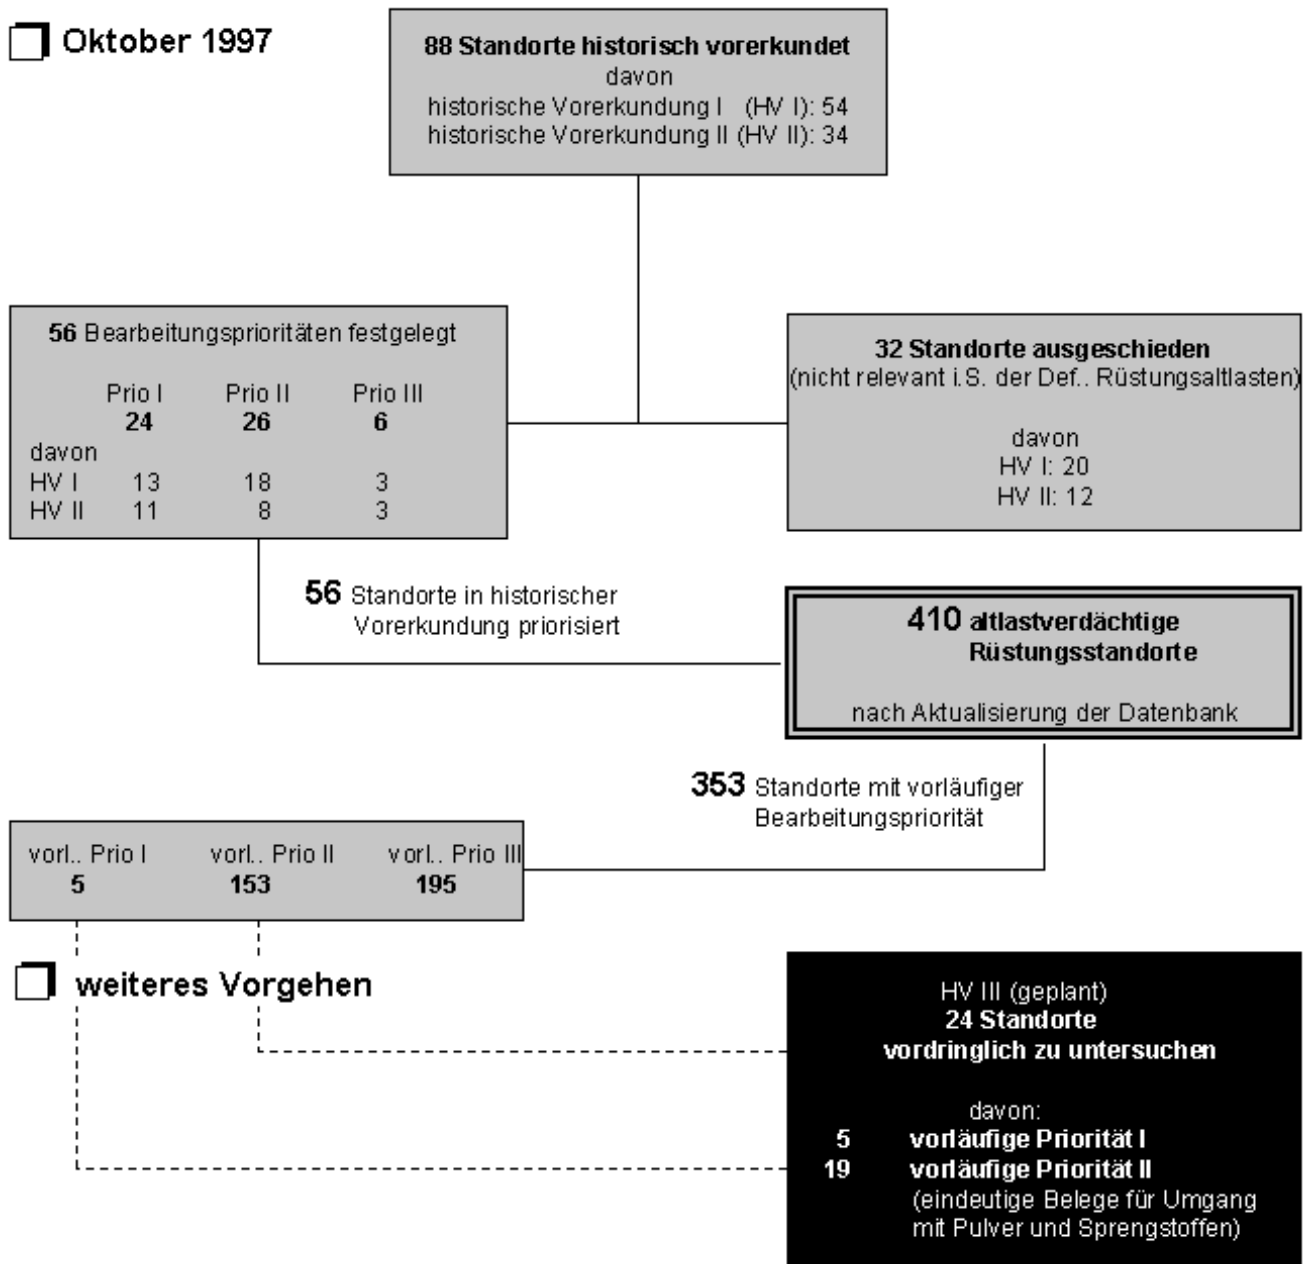 Oktober 1997
88 Standorte historisch vorerkundet
davon
historische Vorerkundung I (HV I): 54
historische Vorerkundung II (HV II): 34
56 Bearbeitungsprioritäten festgelegt
Prio I Prio II Prio III
24 26 6
davon
HV I 13 18 3
HV II 11 8 3
32 Standorte ausgeschieden
(nicht relevant i.S. der Def.. Rüstungsaltlasten)
davon
HV I: 20
HV II: 12
56 Standorte in historischer
Vorerkundung priorisiert
410 altlastverdächtige
Rüstungsstandorte
nach Aktualisierung der Datenbank
353 Standorte mit vorläufiger
Bearbeitungspriorität
vorl.. Prio I vorl.. Prio II vorl.. Prio III
5 153 195
weiteres Vorgehen
HV III (geplant)
24 Standorte
vordringlich zu untersuchen
davon:
5 vorläufige Priorität I
19 vorläufige Priorität II
(eindeutige Belege für Umgang
mit Pulver und Sprengstoffen)